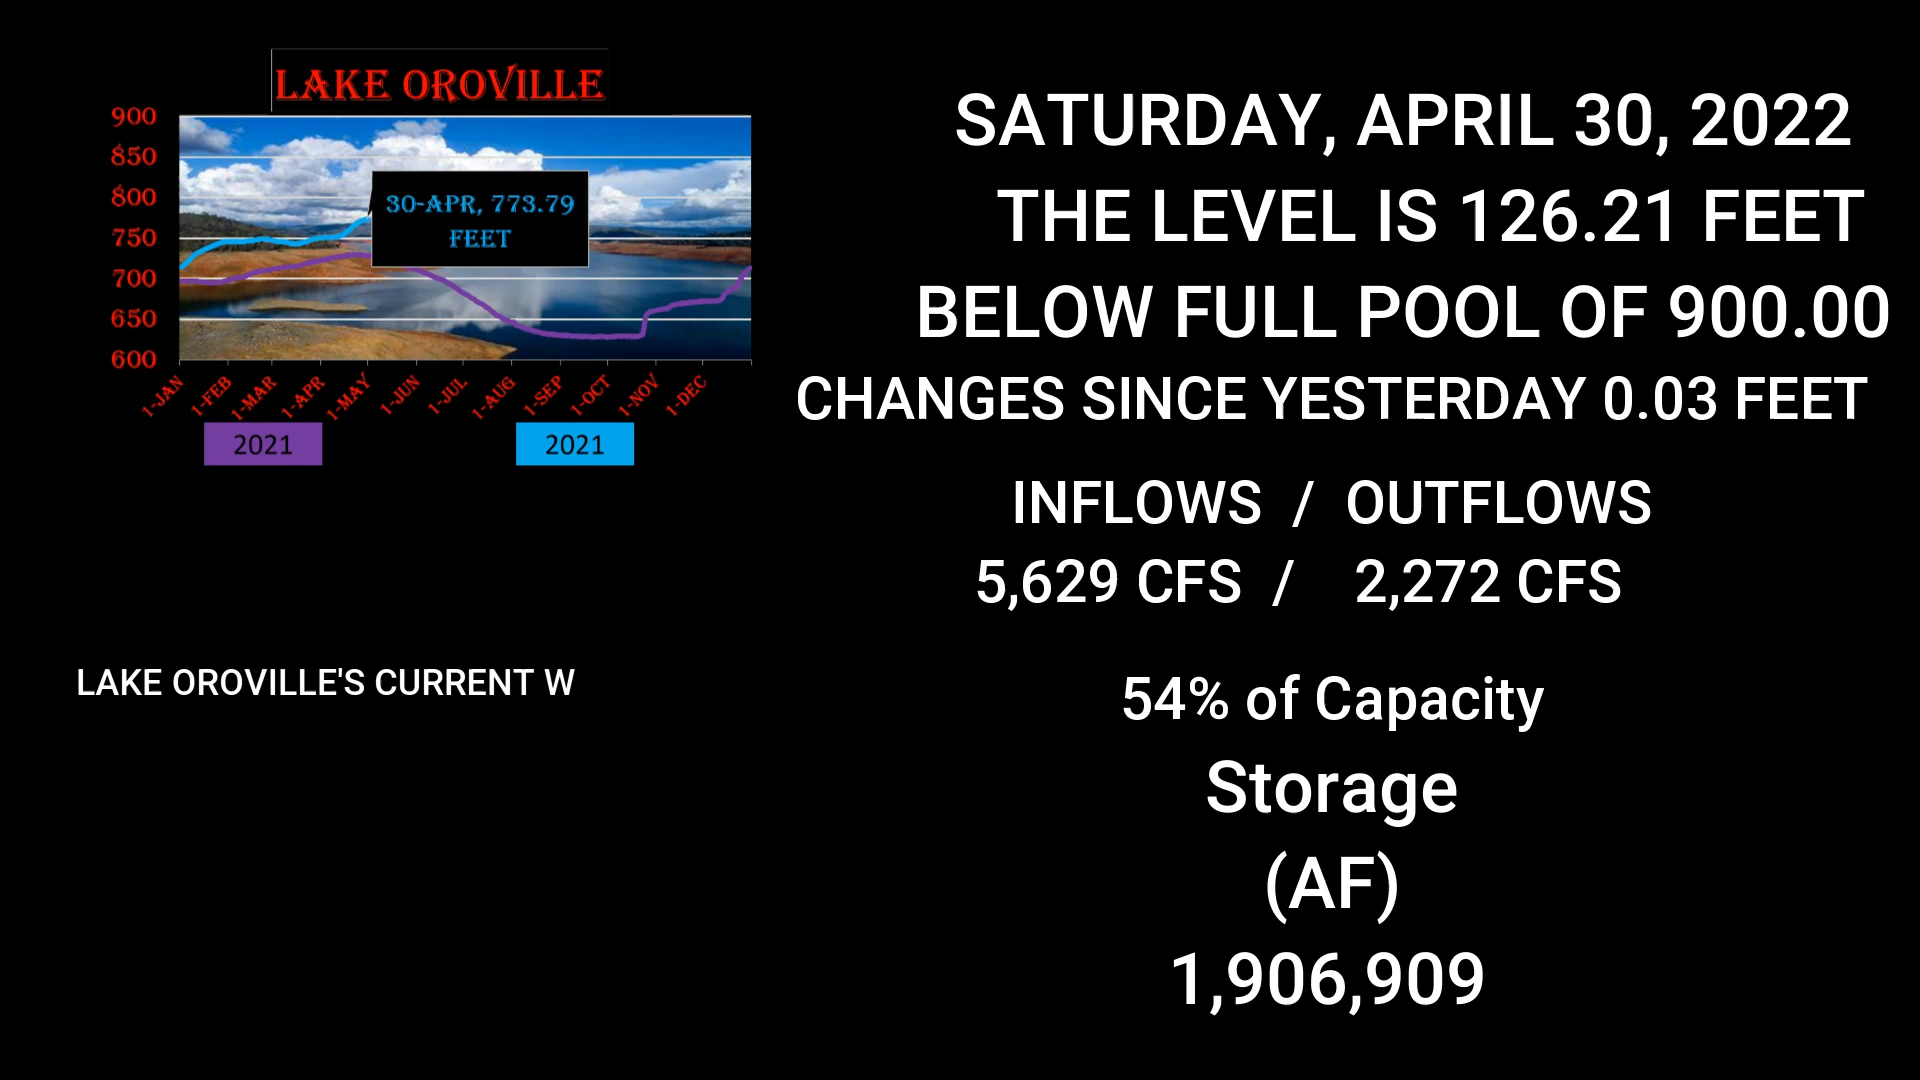 LAKE OROVILLE
900
850
800
750
700
650
600
30-APR, 773.79
FEET
1-JAN
1-FEB
1-MAR
1-APR
1-MAY
1-JUN
1-JUL
1-AUG
1-SEP
1-OCT
1-NOV
1-DEC
2021
2021
LAKE OROVILLE'S CURRENT W
SATURDAY, APRIL 30, 2022
THE LEVEL IS 126.21 FEET
BELOW FULL POOL OF 900.00
CHANGES SINCE YESTERDAY 0.03 FEET
INFLOWS / OUTFLOWS
5,629 CFS / 2,272 CFS
54% of Capacity
Storage
(AF)
1,906,909